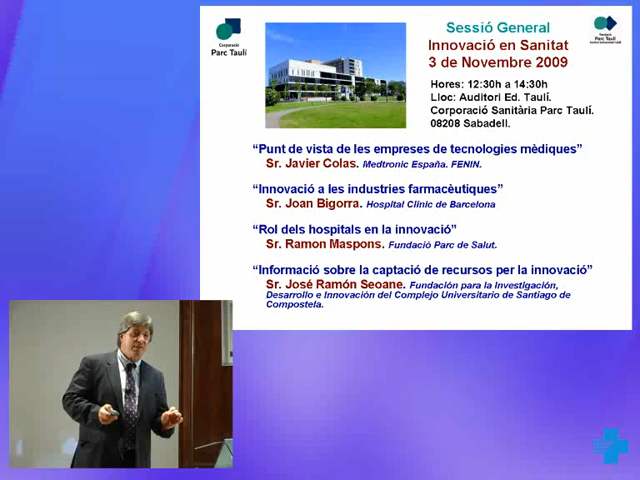 Corporació
Parc Taulí
Sessió General
Innovació en Sanitat
3 de Novembre 2009
Fundació
Parc Taulí
Hores: 12:30h a 14:30h
Lloc: Auditori Ed. Taulí.
Corporació Sanitària Parc Taulí.
08208 Sabadell.
“Punt de vista de les empreses de tecnologies mèdiques”
Sr. Javier Colas. Medtronic España. FENIN.
“Innovació a les industries farmacèutiques”
Sr. Joan Bigorra. Hospital Clínic de Barcelona
“Rol dels hospitals en la innovació”
Sr. Ramon Maspons. Fundació Parc de Salut.
“Informació sobre la captació de recursos per la innovació”
Sr. José Ramón Seoane. Fundación para la Investigación,
Desarrollo e Innovación del Complejo Universitario de Santiago de
Compostela.